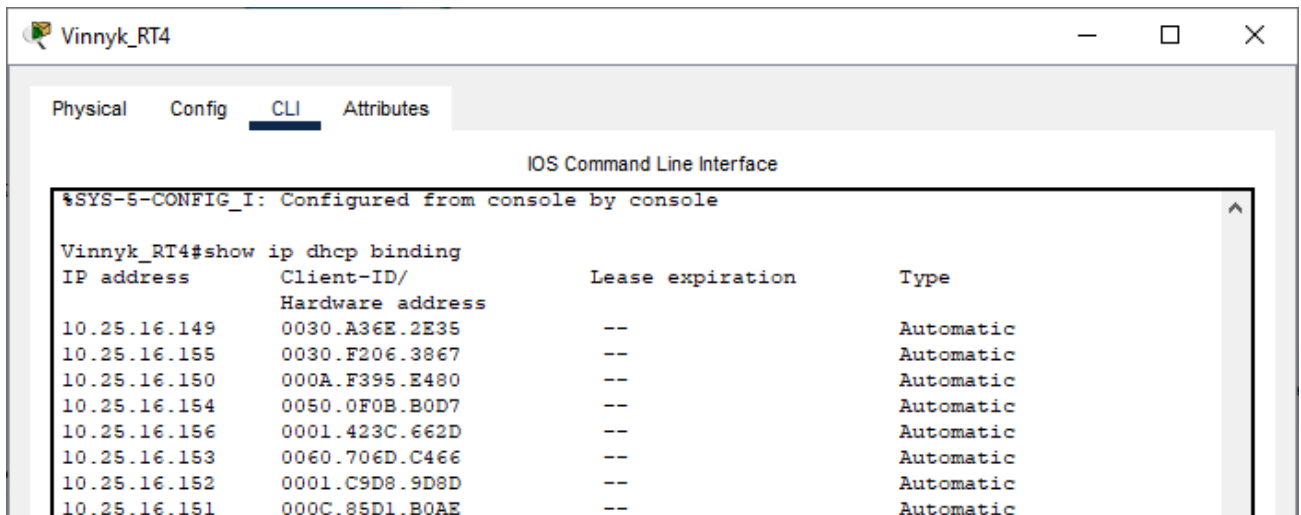 Vinnyk_RT4
Physical Config CLI Attributes
IOS Command Line Interface
%SYS-5-CONFIG_I: Configured from console by console
Vinnyk_RT4#show ip dhcp binding
IP address Client-ID/ Lease expiration Type
Hardware address
10.25.16.149 0030.A36E.2E35 -- Automatic
10.25.16.155 0030.F206.3867 -- Automatic
10.25.16.150 000A.F395.E480 -- Automatic
10.25.16.154 0050.0F0B.B0D7 -- Automatic
10.25.16.156 0001.423C.662D -- Automatic
10.25.16.153 0060.706D.C466 -- Automatic
10.25.16.152 0001.C9D8.9D8D -- Automatic
10.25.16.151 000C.85D1.B0AE -- Automatic